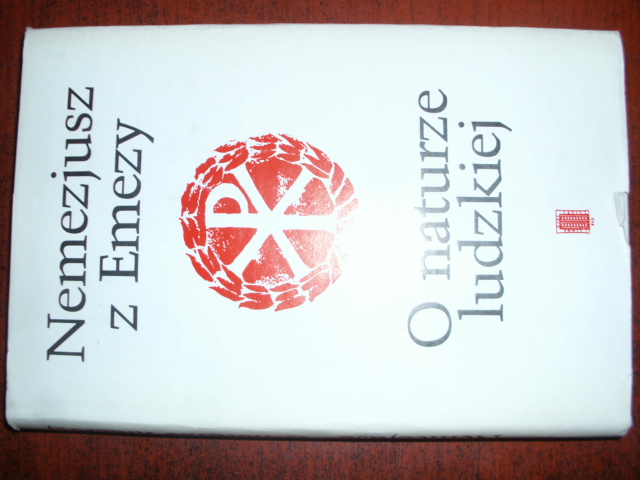 Nemezjusz
z Emezy
O naturze
ludzkiej